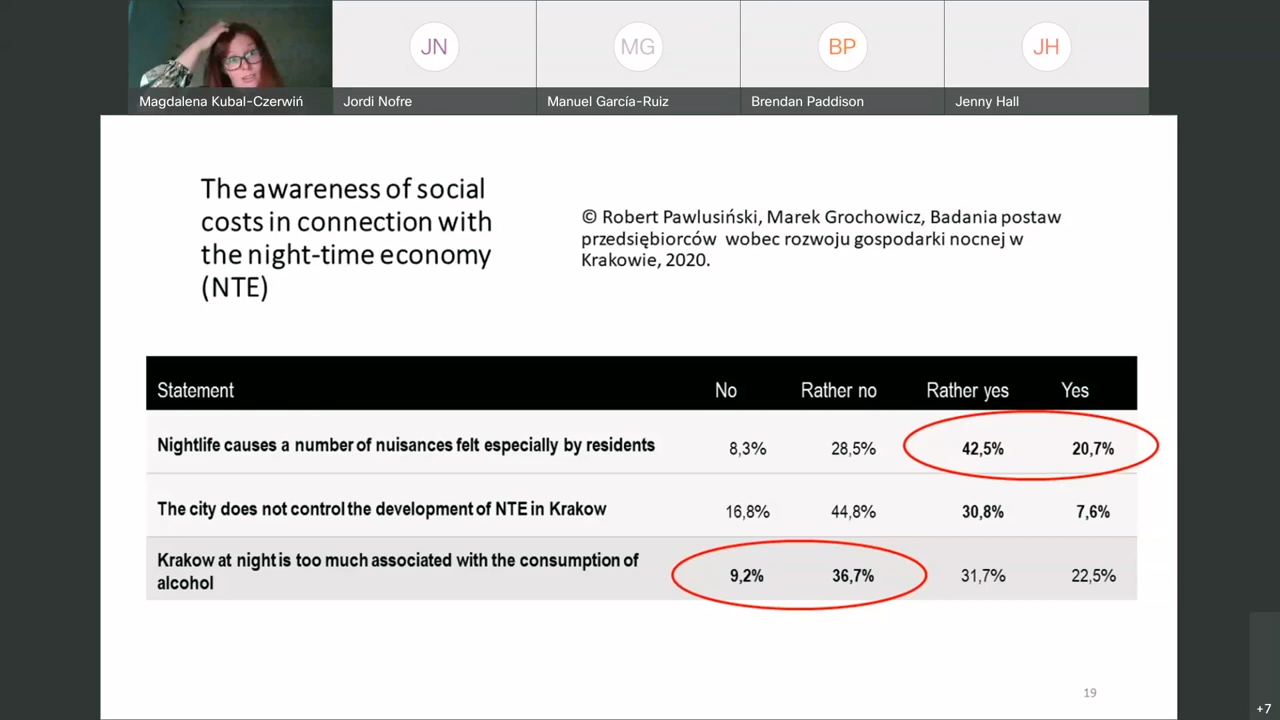 JN
MG
BP
JH
Magdalena Kubal-Czerwiń
Jordi Nofre
Manuel García-Ruiz
Brendan Paddison
Jenny Hall
The awareness of social
costs in connection with
the night-time economy
(NTE)
© Robert Pawlusiński, Marek Grochowicz, Badania postaw
przedsiębiorców wobec rozwoju gospodarki nocnej w
Krakowie, 2020.
Statement No Rather no Rather yes Yes
Nightlife causes a number of nuisances felt especially by residents 8,3% 28,5% 42,5% 20,7%
The city does not control the development of NTE in Krakow 16,8% 44,8% 30,8% 7,6%
Krakow at night is too much associated with the consumption of
alcohol 9,2% 36,7% 31,7% 22,5%
19
+7